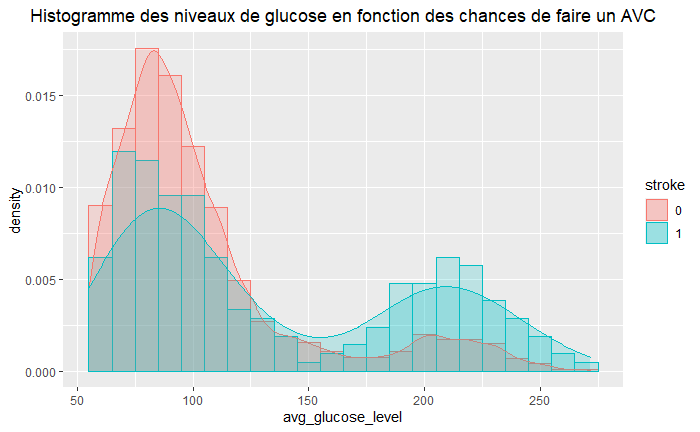 Histogramme des niveaux de glucose en fonction des chances de faire un AVC
0.015
0.010
0.005
0.000
density
50
100
150
200
250
avg_glucose_level
stroke
0
1